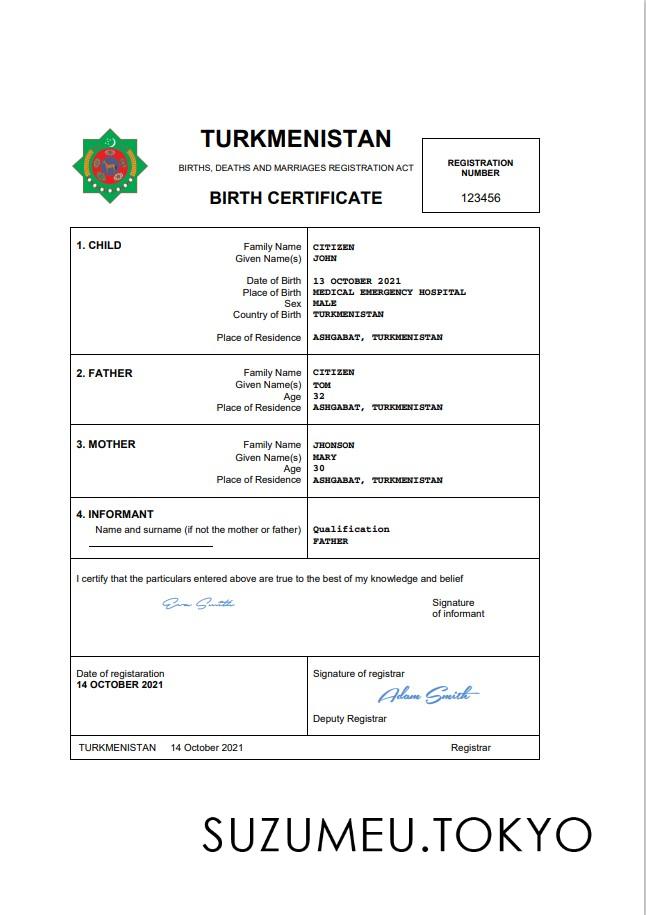 TURKMENISTAN
BIRTHS, DEATHS AND MARRIAGES REGISTRATION ACT
BIRTH CERTIFICATE
REGISTRATION
NUMBER
123456
1. CHILD
Family Name CITIZEN
Given Name(s) JOHN
Date of Birth 13 OCTOBER 2021
Place of Birth MEDICAL EMERGENCY HOSPITAL
Sex MALE
Country of Birth TURKMENISTAN
Place of Residence ASHGABAT, TURKMENISTAN
2. FATHER
Family Name CITIZEN
Given Name(s) TOM
Age 32
Place of Residence ASHGABAT, TURKMENISTAN
3. MOTHER
Family Name JHONSON
Given Name(s) MARY
Age 30
Place of Residence ASHGABAT, TURKMENISTAN
4. INFORMANT
Name and surname (if not the mother or father) Qualification
FATHER
I certify that the particulars entered above are true to the best of my knowledge and belief
Eva Smith
Signature
of informant
Date of registaration
14 OCTOBER 2021
Signature of registrar
Adam Smith
Deputy Registrar
TURKMENISTAN 14 October 2021 Registrar
SUZUMEU.TOKYO